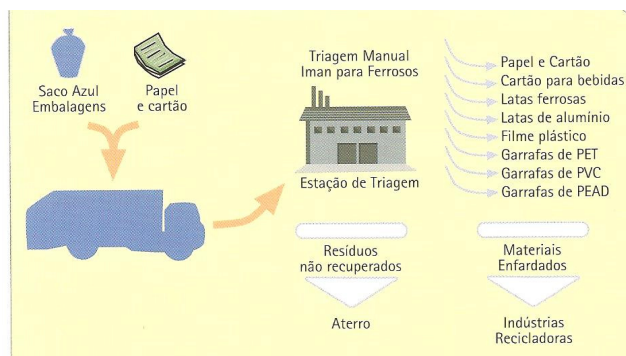 Saco Azul
Embalagens
Papel
e cartão
Triagem Manual
Iman para Ferrosos
Estação de Triagem
Papel e Cartão
Cartão para bebidas
Latas ferrosas
Latas de alumínio
Filme plástico
Garrafas de PET
Garrafas de PVC
Garrafas de PEAD
Resíduos
não recuperados
Aterro
Materiais
Enfardados
Indústrias
Recicladoras